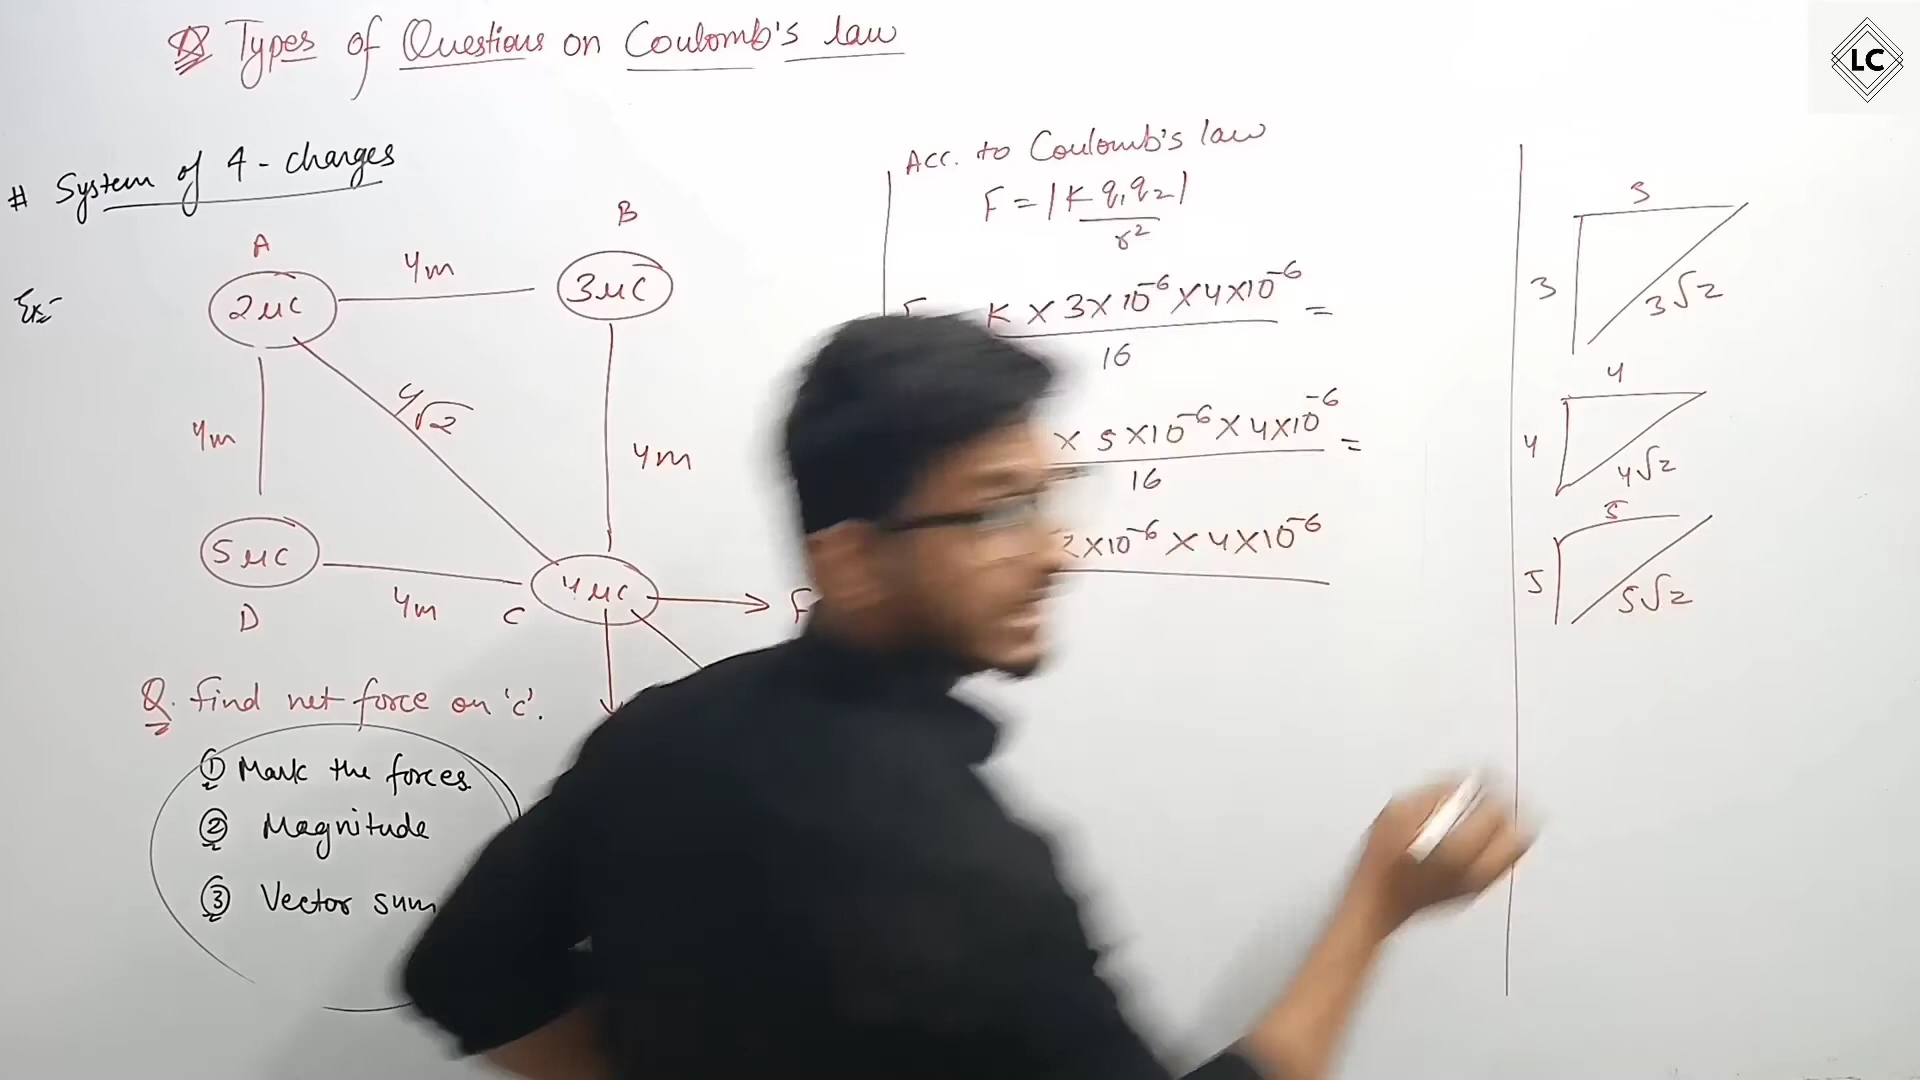 Types of Questions on Coulomb's law
LC
# System of 4-charges
Ex-
A
B
2μC
4m
3μC
4m
4√2
4m
5μC
4m
4μC
D
C
F
Q. Find net force on 'c'.
① Mark the forces
② Magnitude
③ Vector sum
Acc. to Coulomb's law
F = |K q₁q₂|
r²
K × 3×10⁻⁶ × 4×10⁻⁶ =
16
× 5×10⁻⁶ × 4×10⁻⁶ =
16
2×10⁻⁶ × 4×10⁻⁶
3
3
3√2
4
4
4√2
5
5
5√2